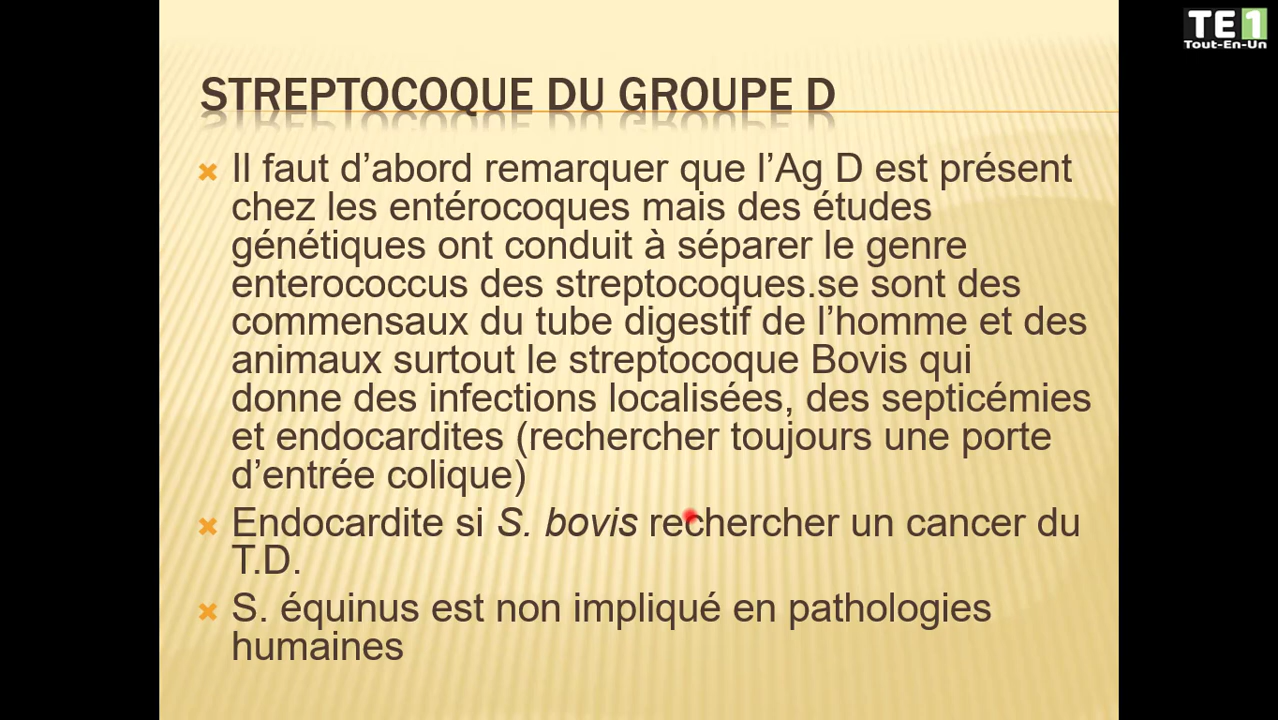 TE1
Tout-En-Un
STREPTOCOQUE DU GROUPE D
Il faut d’abord remarquer que l’Ag D est présent
chez les entérocoques mais des études
génétiques ont conduit à séparer le genre
enterococcus des streptocoques.se sont des
commensaux du tube digestif de l’homme et des
animaux surtout le streptocoque Bovis qui
donne des infections localisées, des septicémies
et endocardites (rechercher toujours une porte
d’entrée colique)
Endocardite si S. bovis rechercher un cancer du
T.D.
S. équinus est non impliqué en pathologies
humaines